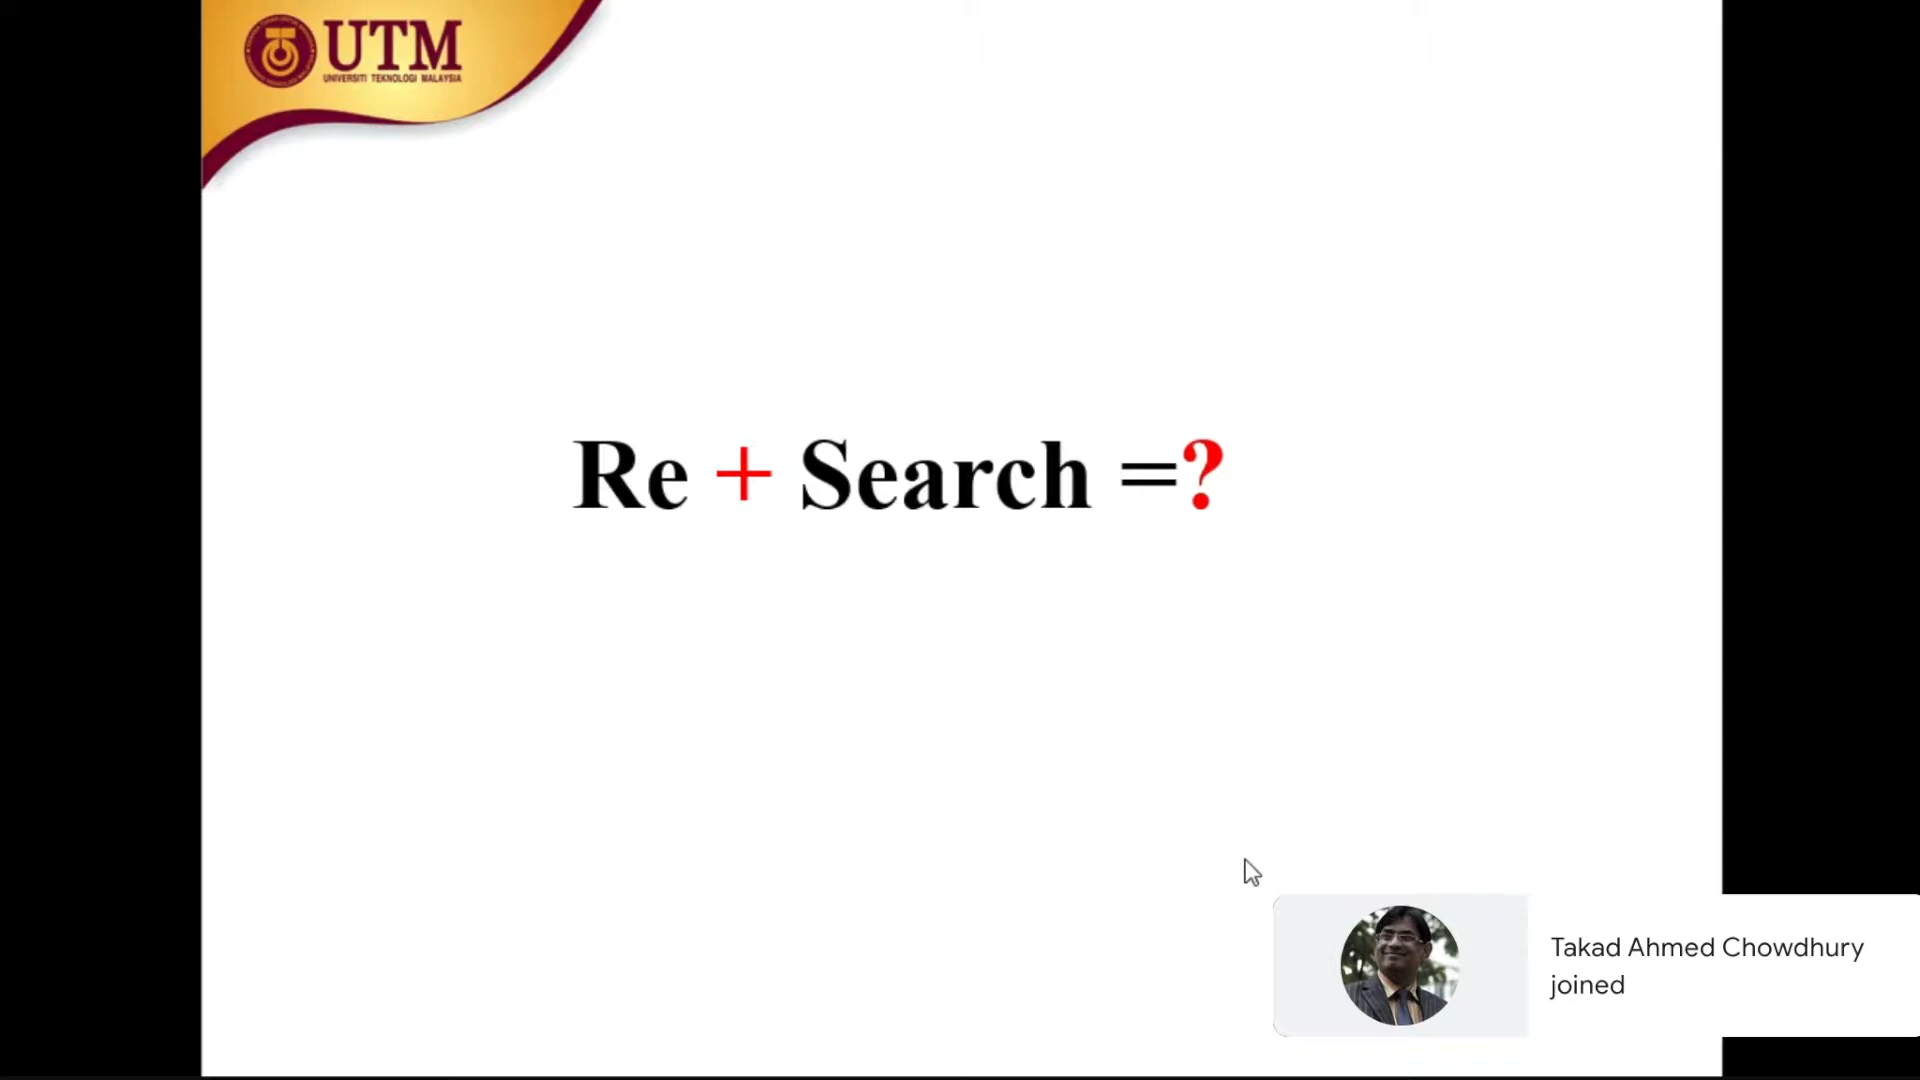 UTM
UNIVERSITI TEKNOLOGI MALAYSIA
Re + Search =?
Takad Ahmed Chowdhury
joined